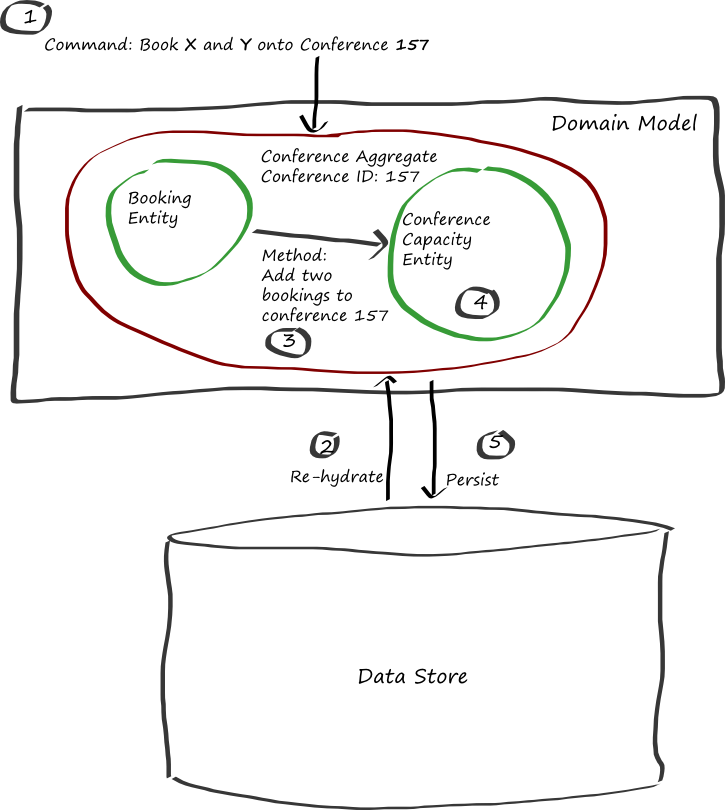 1
Command: Book X and Y onto Conference 157
Domain Model
Conference Aggregate
Conference ID: 157
Booking
Entity
Conference
Capacity
Entity
Method:
Add two
bookings to
conference 157
3
4
2
Re-hydrate
5
Persist
Data Store